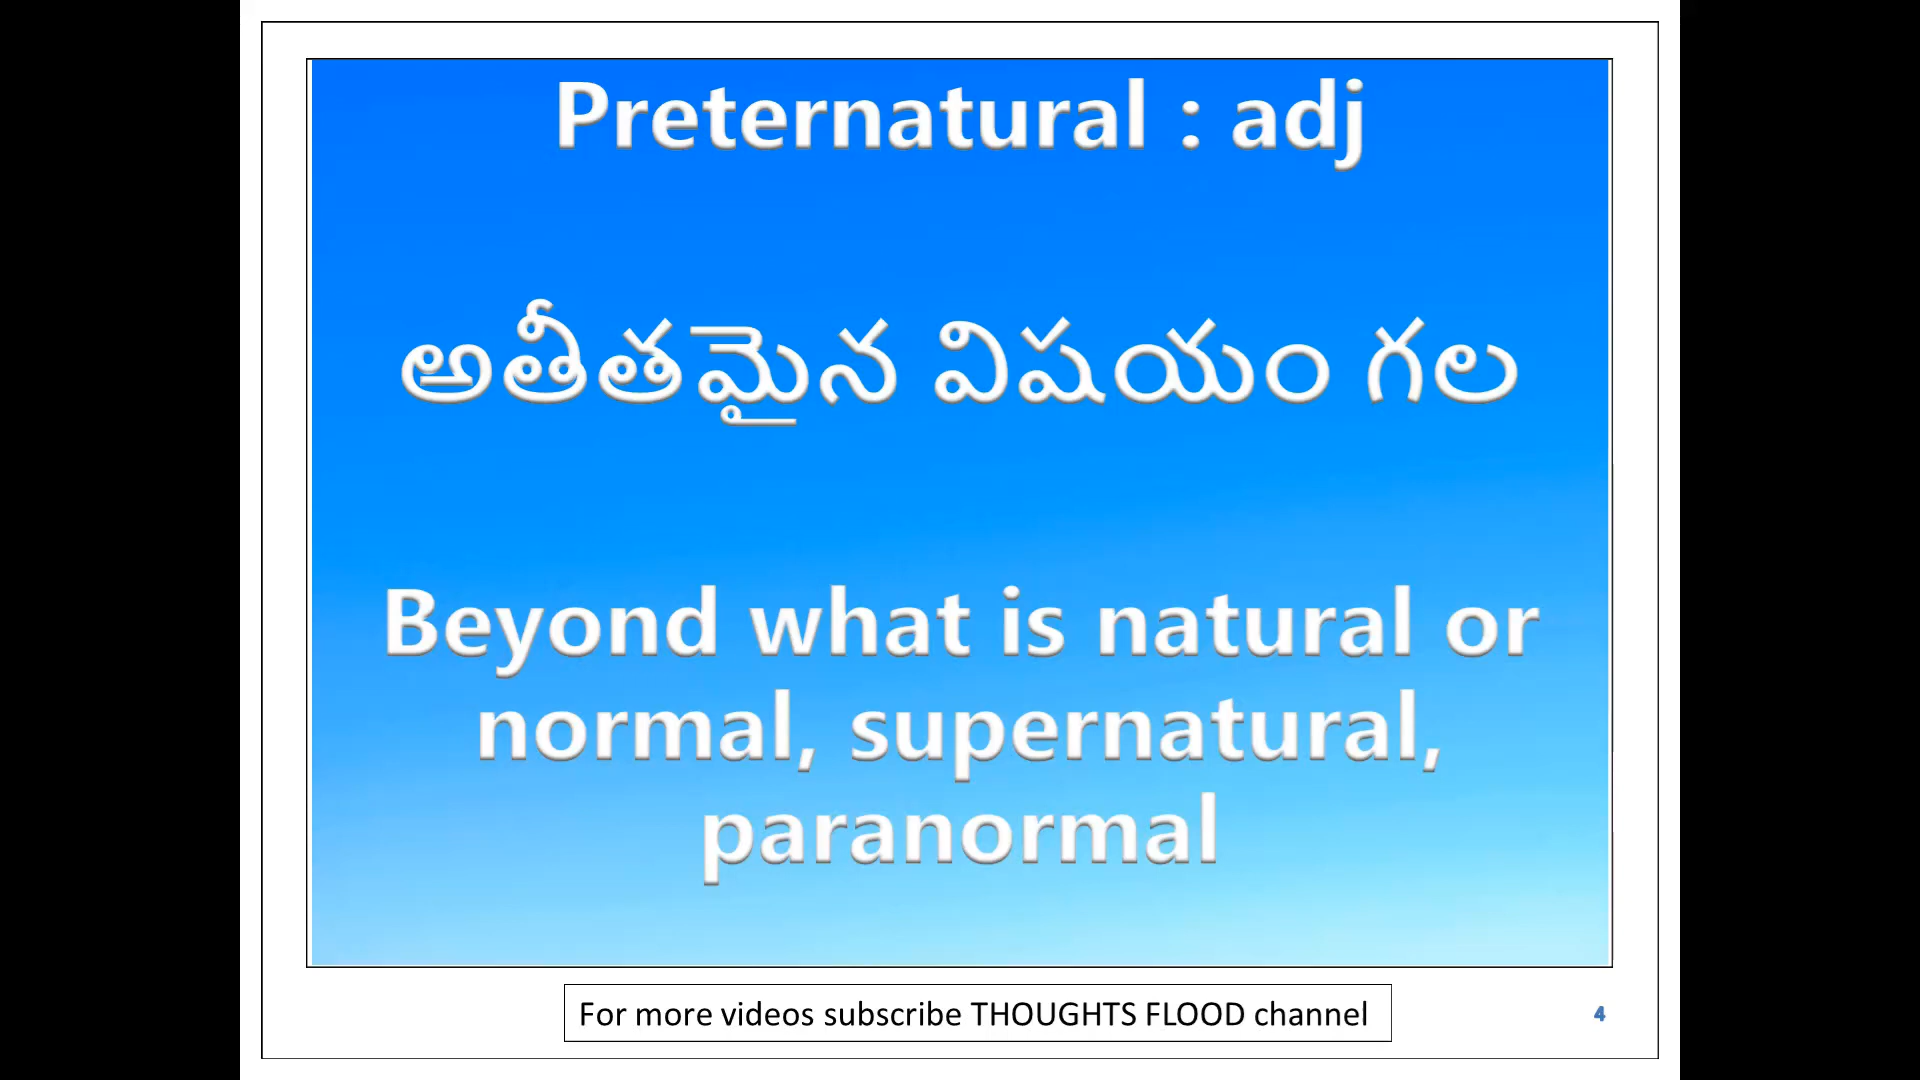 Preternatural : adj
అతీతమైన విషయం గల
Beyond what is natural or
normal, supernatural,
paranormal
For more videos subscribe THOUGHTS FLOOD channel
4